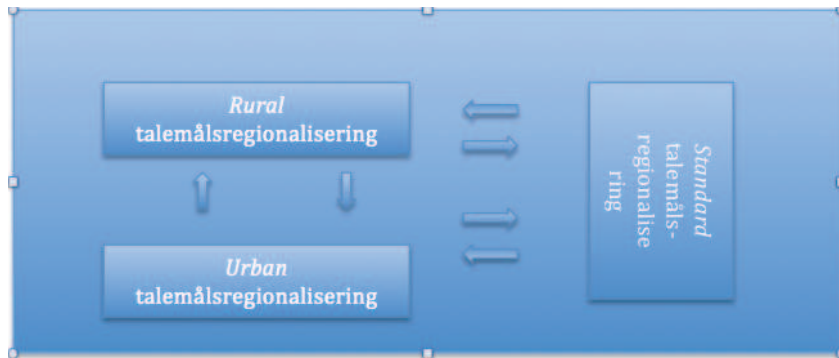 Rural
talemålsregionalisering
Urban
talemålsregionalisering
Standard
talemåls-
regionalise
ring